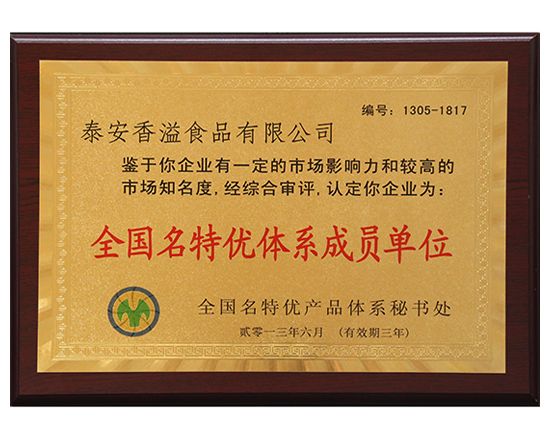 编号：1305-1817
泰安香溢食品有限公司
鉴于你企业有一定的市场影响力和较高的
市场知名度,经综合审评,认定你企业为：
全国名特优体系成员单位
全国名特优产品体系秘书处
贰零一三年六月 （有效期三年）